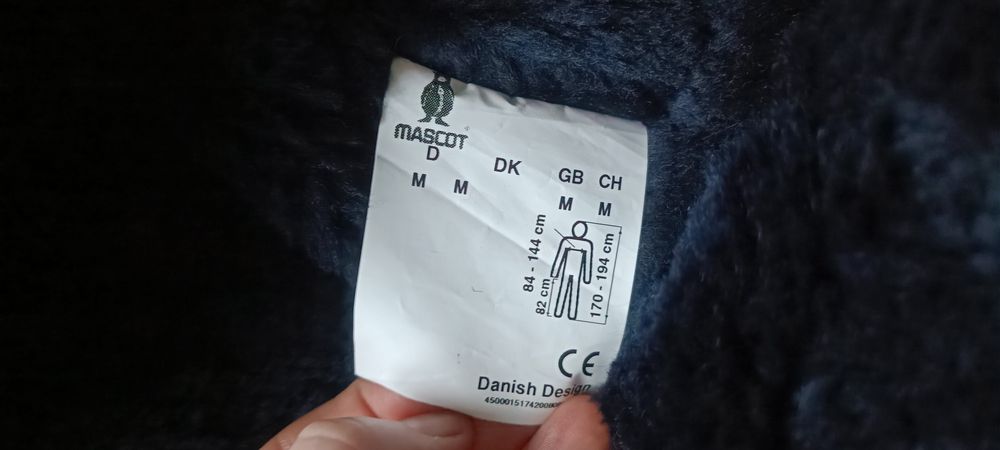 MASCOT
D DK GB CH
M M M M
84 - 144 cm
82 cm
170 - 194 cm
CE
Danish Design